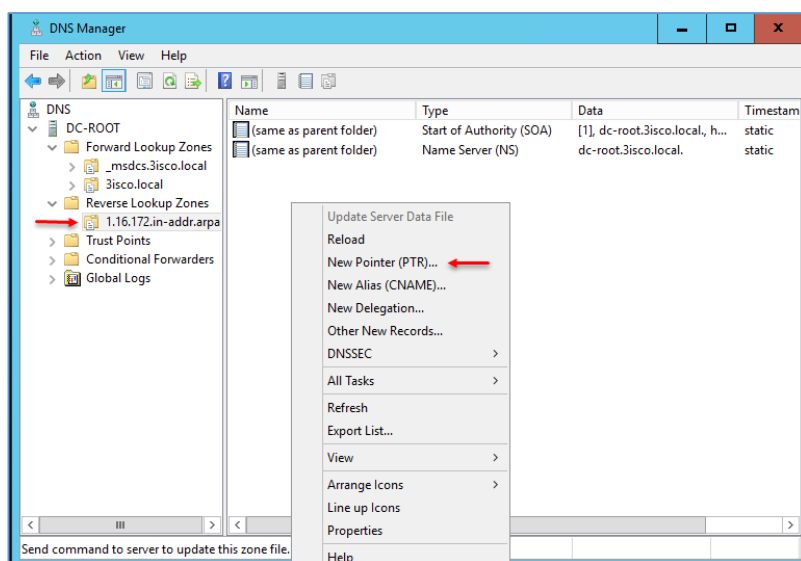 DNS Manager
File Action View Help
DNS
DC-ROOT
Forward Lookup Zones
_msdcs.3isco.local
3isco.local
Reverse Lookup Zones
1.16.172.in-addr.arpa
Trust Points
Conditional Forwarders
Global Logs
Name Type Data Timestam
(same as parent folder) Start of Authority (SOA) [1], dc-root.3isco.local., h... static
(same as parent folder) Name Server (NS) dc-root.3isco.local. static
Update Server Data File
Reload
New Pointer (PTR)...
New Alias (CNAME)...
New Delegation...
Other New Records...
DNSSEC
All Tasks
Refresh
Export List...
View
Arrange Icons
Line up Icons
Properties
Help
Send command to server to update this zone file.